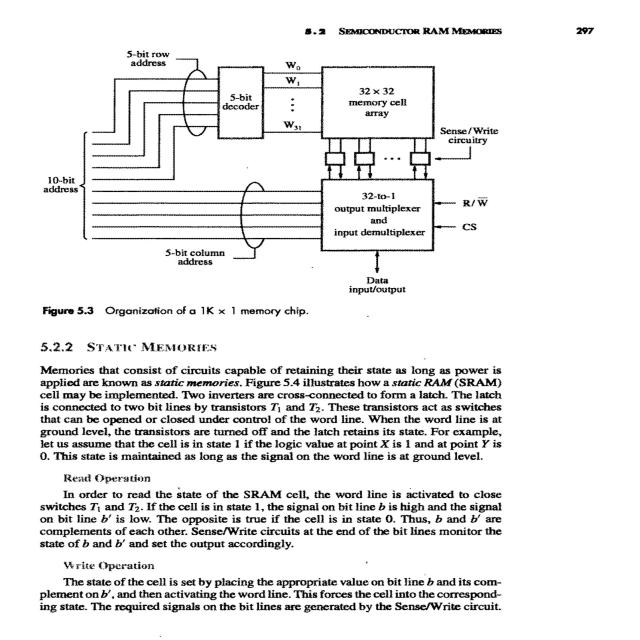 5.2 SEMICONDUCTOR RAM MEMORIES 297
5-bit row
address
W0
W1
5-bit
decoder
⋮
W31
32 × 32
memory cell
array
Sense/Write
circuitry
...
10-bit
address
32-to-1
output multiplexer
and
input demultiplexer
R/W̅
CS
5-bit column
address
Data
input/output
Figure 5.3 Organization of a 1K × 1 memory chip.
5.2.2 STATIC MEMORIES
Memories that consist of circuits capable of retaining their state as long as power is
applied are known as static memories. Figure 5.4 illustrates how a static RAM (SRAM)
cell may be implemented. Two inverters are cross-connected to form a latch. The latch
is connected to two bit lines by transistors T1 and T2. These transistors act as switches
that can be opened or closed under control of the word line. When the word line is at
ground level, the transistors are turned off and the latch retains its state. For example,
let us assume that the cell is in state 1 if the logic value at point X is 1 and at point Y is
0. This state is maintained as long as the signal on the word line is at ground level.
Read Operation
In order to read the state of the SRAM cell, the word line is activated to close
switches T1 and T2. If the cell is in state 1, the signal on bit line b is high and the signal
on bit line b′ is low. The opposite is true if the cell is in state 0. Thus, b and b′ are
complements of each other. Sense/Write circuits at the end of the bit lines monitor the
state of b and b′ and set the output accordingly.
Write Operation
The state of the cell is set by placing the appropriate value on bit line b and its com-
plement on b′, and then activating the word line. This forces the cell into the correspond-
ing state. The required signals on the bit lines are generated by the Sense/Write circuit.